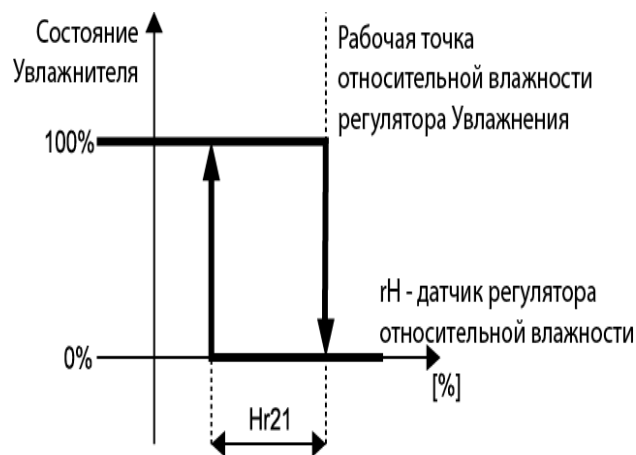 Состояние
Увлажнителя
Рабочая точка
относительной влажности
регулятора Увлажнения
100%
rH - датчик регулятора
относительной влажности
0%
[%]
Hr21